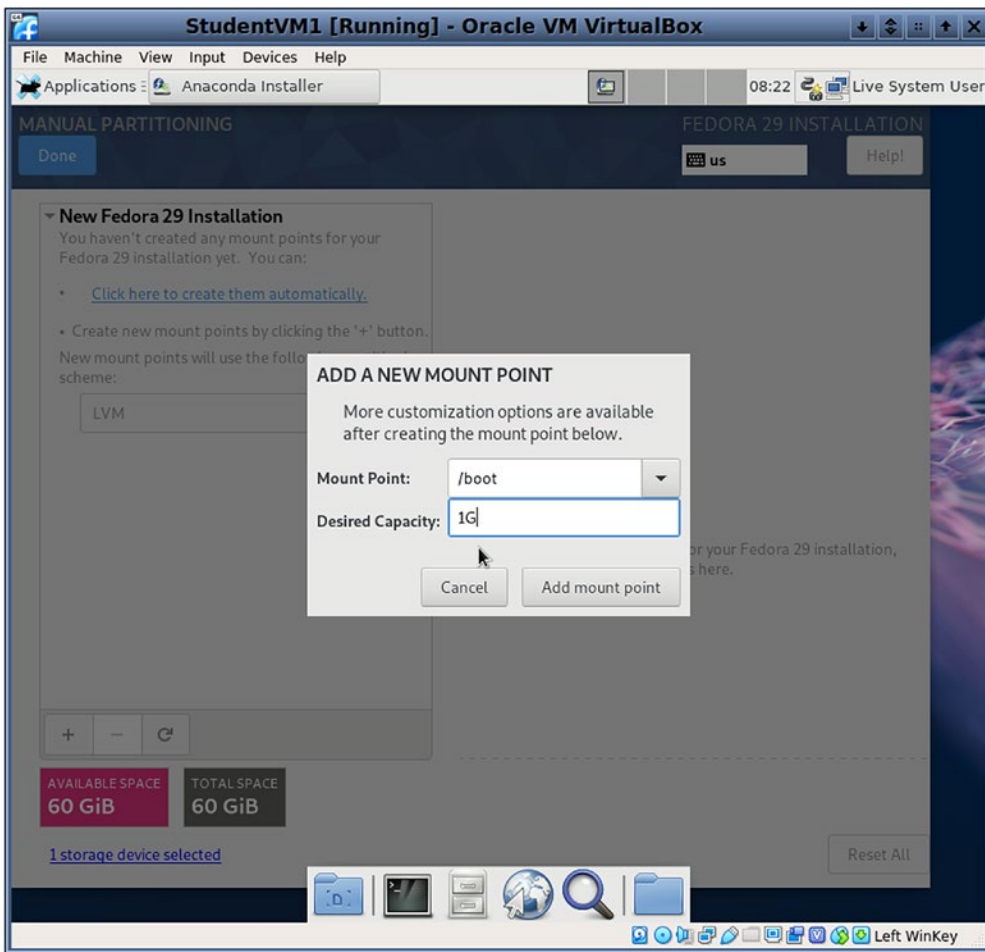 StudentVM1 [Running] - Oracle VM VirtualBox
File Machine View Input Devices Help
Applications Anaconda Installer 08:22 Live System User
MANUAL PARTITIONING FEDORA 29 INSTALLATION
Done us Help!
New Fedora 29 Installation
You haven't created any mount points for your
Fedora 29 installation yet. You can:
• Click here to create them automatically.
• Create new mount points by clicking the '+' button.
New mount points will use the
scheme:
LVM
ADD A NEW MOUNT POINT
More customization options are available
after creating the mount point below.
Mount Point: /boot
Desired Capacity: 1G
Cancel Add mount point
your Fedora 29 installation,
here.
AVAILABLE SPACE
60 GiB
TOTAL SPACE
60 GiB
1 storage device selected
Reset All
Left WinKey